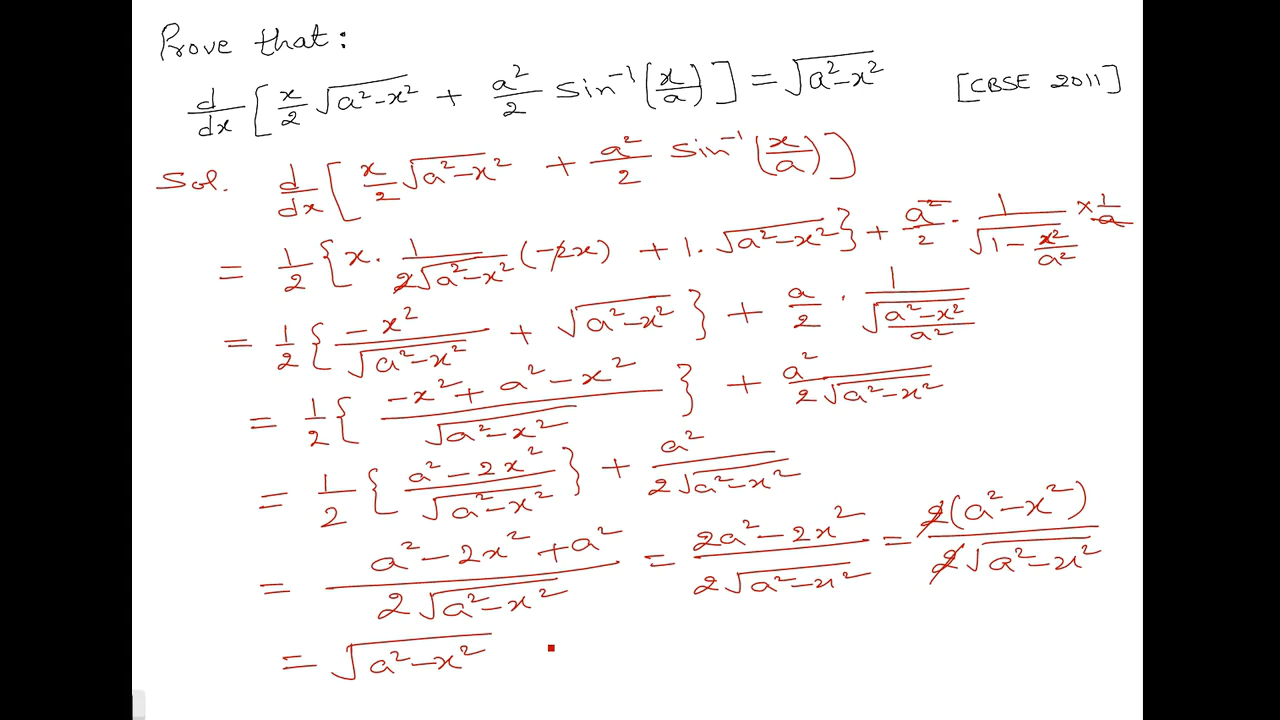 Prove that:
d/dx [x/2 √(a²-x²) + a²/2 sin⁻¹(x/a)] = √(a²-x²) [CBSE 2011]
Sol. d/dx [x/2 √(a²-x²) + a²/2 sin⁻¹(x/a)]
= 1/2 {x · 1/(2√(a²-x²)) (-2x) + 1·√(a²-x²)} + a²/2 · 1/√(1 - x²/a²) × 1/a
= 1/2 {-x²/√(a²-x²) + √(a²-x²)} + a/2 · 1/√((a²-x²)/a²)
= 1/2 {(-x² + a² - x²)/√(a²-x²)} + a²/(2√(a²-x²))
= 1/2 {(a² - 2x²)/√(a²-x²)} + a²/(2√(a²-x²))
= (a² - 2x² + a²)/(2√(a²-x²)) = (2a² - 2x²)/(2√(a²-x²)) = 2(a²-x²)/(2√(a²-x²))
= √(a²-x²)